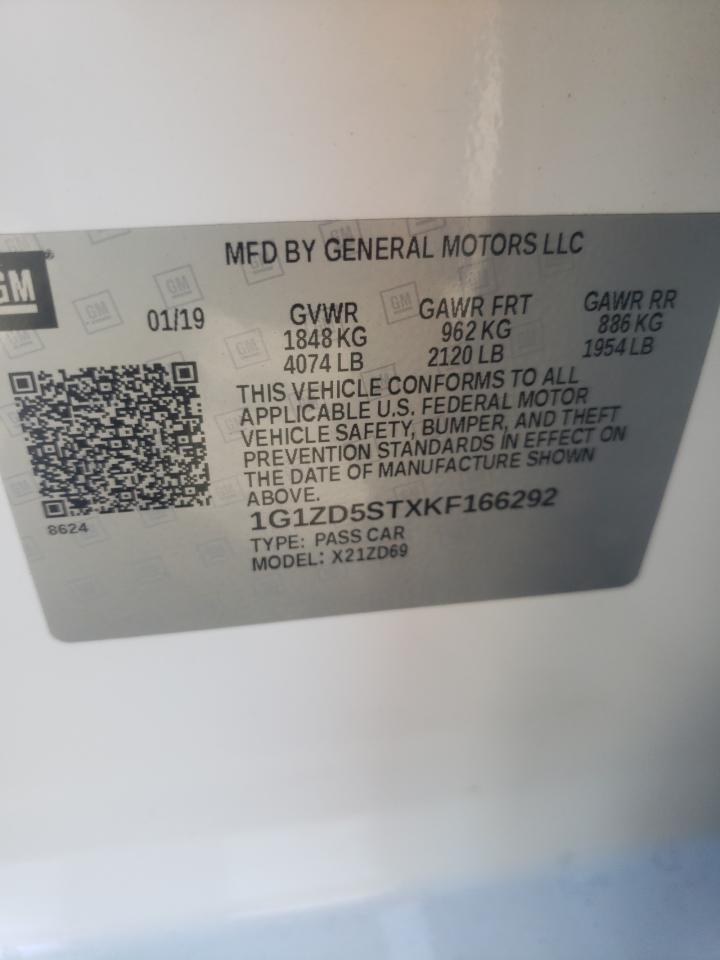 GM
MFD BY GENERAL MOTORS LLC
01/19
GVWR
1848 KG
4074 LB
GAWR FRT
962 KG
2120 LB
GAWR RR
886 KG
1954 LB
THIS VEHICLE CONFORMS TO ALL
APPLICABLE U.S. FEDERAL MOTOR
VEHICLE SAFETY, BUMPER, AND THEFT
PREVENTION STANDARDS IN EFFECT ON
THE DATE OF MANUFACTURE SHOWN
ABOVE.
8624
1G1ZD5STXKF166292
TYPE: PASS CAR
MODEL: X21ZD69